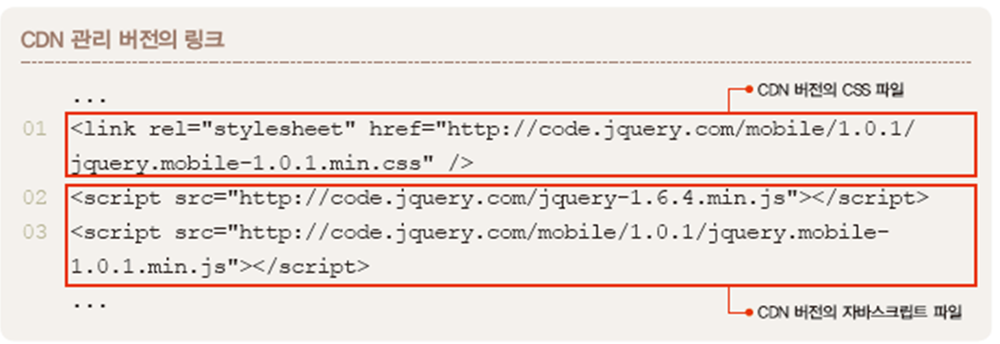 CDN 관리 버전의 링크
...
CDN 버전의 CSS 파일
01 <link rel="stylesheet" href="http://code.jquery.com/mobile/1.0.1/
jquery.mobile-1.0.1.min.css" />
02 <script src="http://code.jquery.com/jquery-1.6.4.min.js"></script>
03 <script src="http://code.jquery.com/mobile/1.0.1/jquery.mobile-
1.0.1.min.js"></script>
...
CDN 버전의 자바스크립트 파일